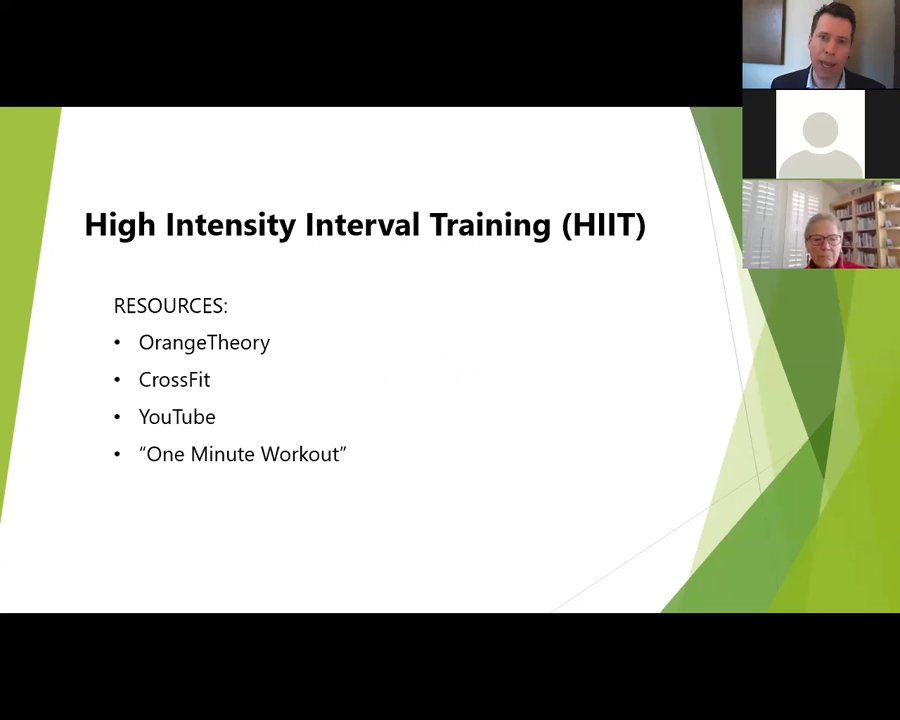 High Intensity Interval Training (HIIT)
RESOURCES:
• OrangeTheory
• CrossFit
• YouTube
• “One Minute Workout”